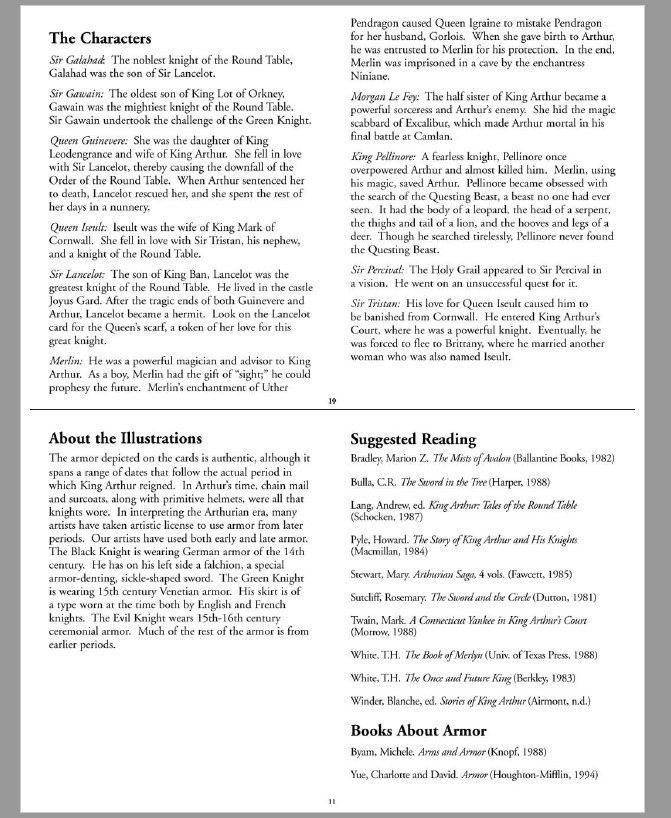 The Characters
Sir Galahad: The noblest knight of the Round Table,
Galahad was the son of Sir Lancelot.
Sir Gawain: The oldest son of King Lot of Orkney,
Gawain was the mightiest knight of the Round Table.
Sir Gawain undertook the challenge of the Green Knight.
Queen Guinevere: She was the daughter of King
Leodengrance and wife of King Arthur. She fell in love
with Sir Lancelot, thereby causing the downfall of the
Order of the Round Table. When Arthur sentenced her
to death, Lancelot rescued her, and she spent the rest of
her days in a nunnery.
Queen Iseult: Iseult was the wife of King Mark of
Cornwall. She fell in love with Sir Tristan, his nephew,
and a knight of the Round Table.
Sir Lancelot: The son of King Ban, Lancelot was the
greatest knight of the Round Table. He lived in the castle
Joyus Gard. After the tragic ends of both Guinevere and
Arthur, Lancelot became a hermit. Look on the Lancelot
card for the Queen's scarf, a token of her love for this
great knight.
Merlin: He was a powerful magician and advisor to King
Arthur. As a boy, Merlin had the gift of "sight;" he could
prophesy the future. Merlin's enchantment of Uther
Pendragon caused Queen Igraine to mistake Pendragon
for her husband, Gorlois. When she gave birth to Arthur,
he was entrusted to Merlin for his protection. In the end,
Merlin was imprisoned in a cave by the enchantress
Niniane.
Morgan Le Fey: The half sister of King Arthur became a
powerful sorceress and Arthur's enemy. She hid the magic
scabbard of Excalibur, which made Arthur mortal in his
final battle at Camlan.
King Pellinore: A fearless knight, Pellinore once
overpowered Arthur and almost killed him. Merlin, using
his magic, saved Arthur. Pellinore became obsessed with
the search of the Questing Beast, a beast no one had ever
seen. It had the body of a leopard, the head of a serpent,
the thighs and tail of a lion, and the hooves and legs of a
deer. Though he searched tirelessly, Pellinore never found
the Questing Beast.
Sir Percival: The Holy Grail appeared to Sir Percival in
a vision. He went on an unsuccessful quest for it.
Sir Tristan: His love for Queen Iseult caused him to
be banished from Cornwall. He entered King Arthur's
Court, where he was a powerful knight. Eventually, he
was forced to flee to Brittany, where he married another
woman who was also named Iseult.
10
About the Illustrations
The armor depicted on the cards is authentic, although it
spans a range of dates that follow the actual period in
which King Arthur reigned. In Arthur's time, chain mail
and surcoats, along with primitive helmets, were all that
knights wore. In interpreting the Arthurian era, many
artists have taken artistic license to use armor from later
periods. Our artists have used both early and late armor.
The Black Knight is wearing German armor of the 14th
century. He has on his left side a falchion, a special
armor-denting, sickle-shaped sword. The Green Knight
is wearing 15th century Venetian armor. His skirt is of
a type worn at the time both by English and French
knights. The Evil Knight wears 15th-16th century
ceremonial armor. Much of the rest of the armor is from
earlier periods.
Suggested Reading
Bradley, Marion Z. The Mists of Avalon (Ballantine Books, 1982)
Bulla, C.R. The Sword in the Tree (Harper, 1988)
Lang, Andrew, ed. King Arthur: Tales of the Round Table
(Schocken, 1987)
Pyle, Howard. The Story of King Arthur and His Knights
(Macmillan, 1984)
Stewart, Mary. Arthurian Saga, 4 vols. (Fawcett, 1985)
Sutcliff, Rosemary. The Sword and the Circle (Dutton, 1981)
Twain, Mark. A Connecticut Yankee in King Arthur's Court
(Morrow, 1988)
White, T.H. The Book of Merlyn (Univ. of Texas Press, 1988)
White, T.H. The Once and Future King (Berkley, 1983)
Winder, Blanche, ed. Stories of King Arthur (Airmont, n.d.)
Books About Armor
Byam, Michele. Arms and Armor (Knopf, 1988)
Yue, Charlotte and David. Armor (Houghton-Mifflin, 1994)
11